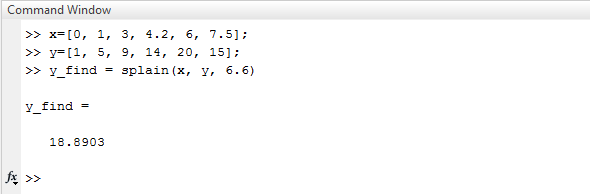 Command Window
>> x=[0, 1, 3, 4.2, 6, 7.5];
>> y=[1, 5, 9, 14, 20, 15];
>> y_find = splain(x, y, 6.6)
y_find =
18.8903
fx >>